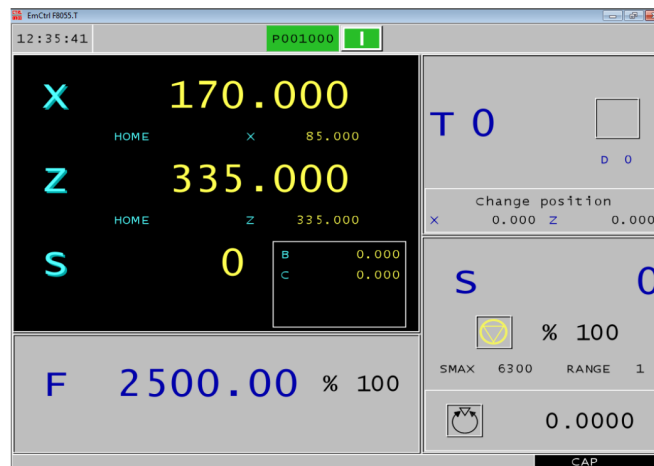 EmCtrl F8055.T
12:35:41 P001000
X 170.000
HOME X 85.000
Z 335.000
HOME Z 335.000
S 0
B 0.000
C 0.000
F 2500.00 % 100
T 0
D 0
Change position
X 0.000 Z 0.000
S 0
% 100
SMAX 6300 RANGE 1
0.0000
CAP